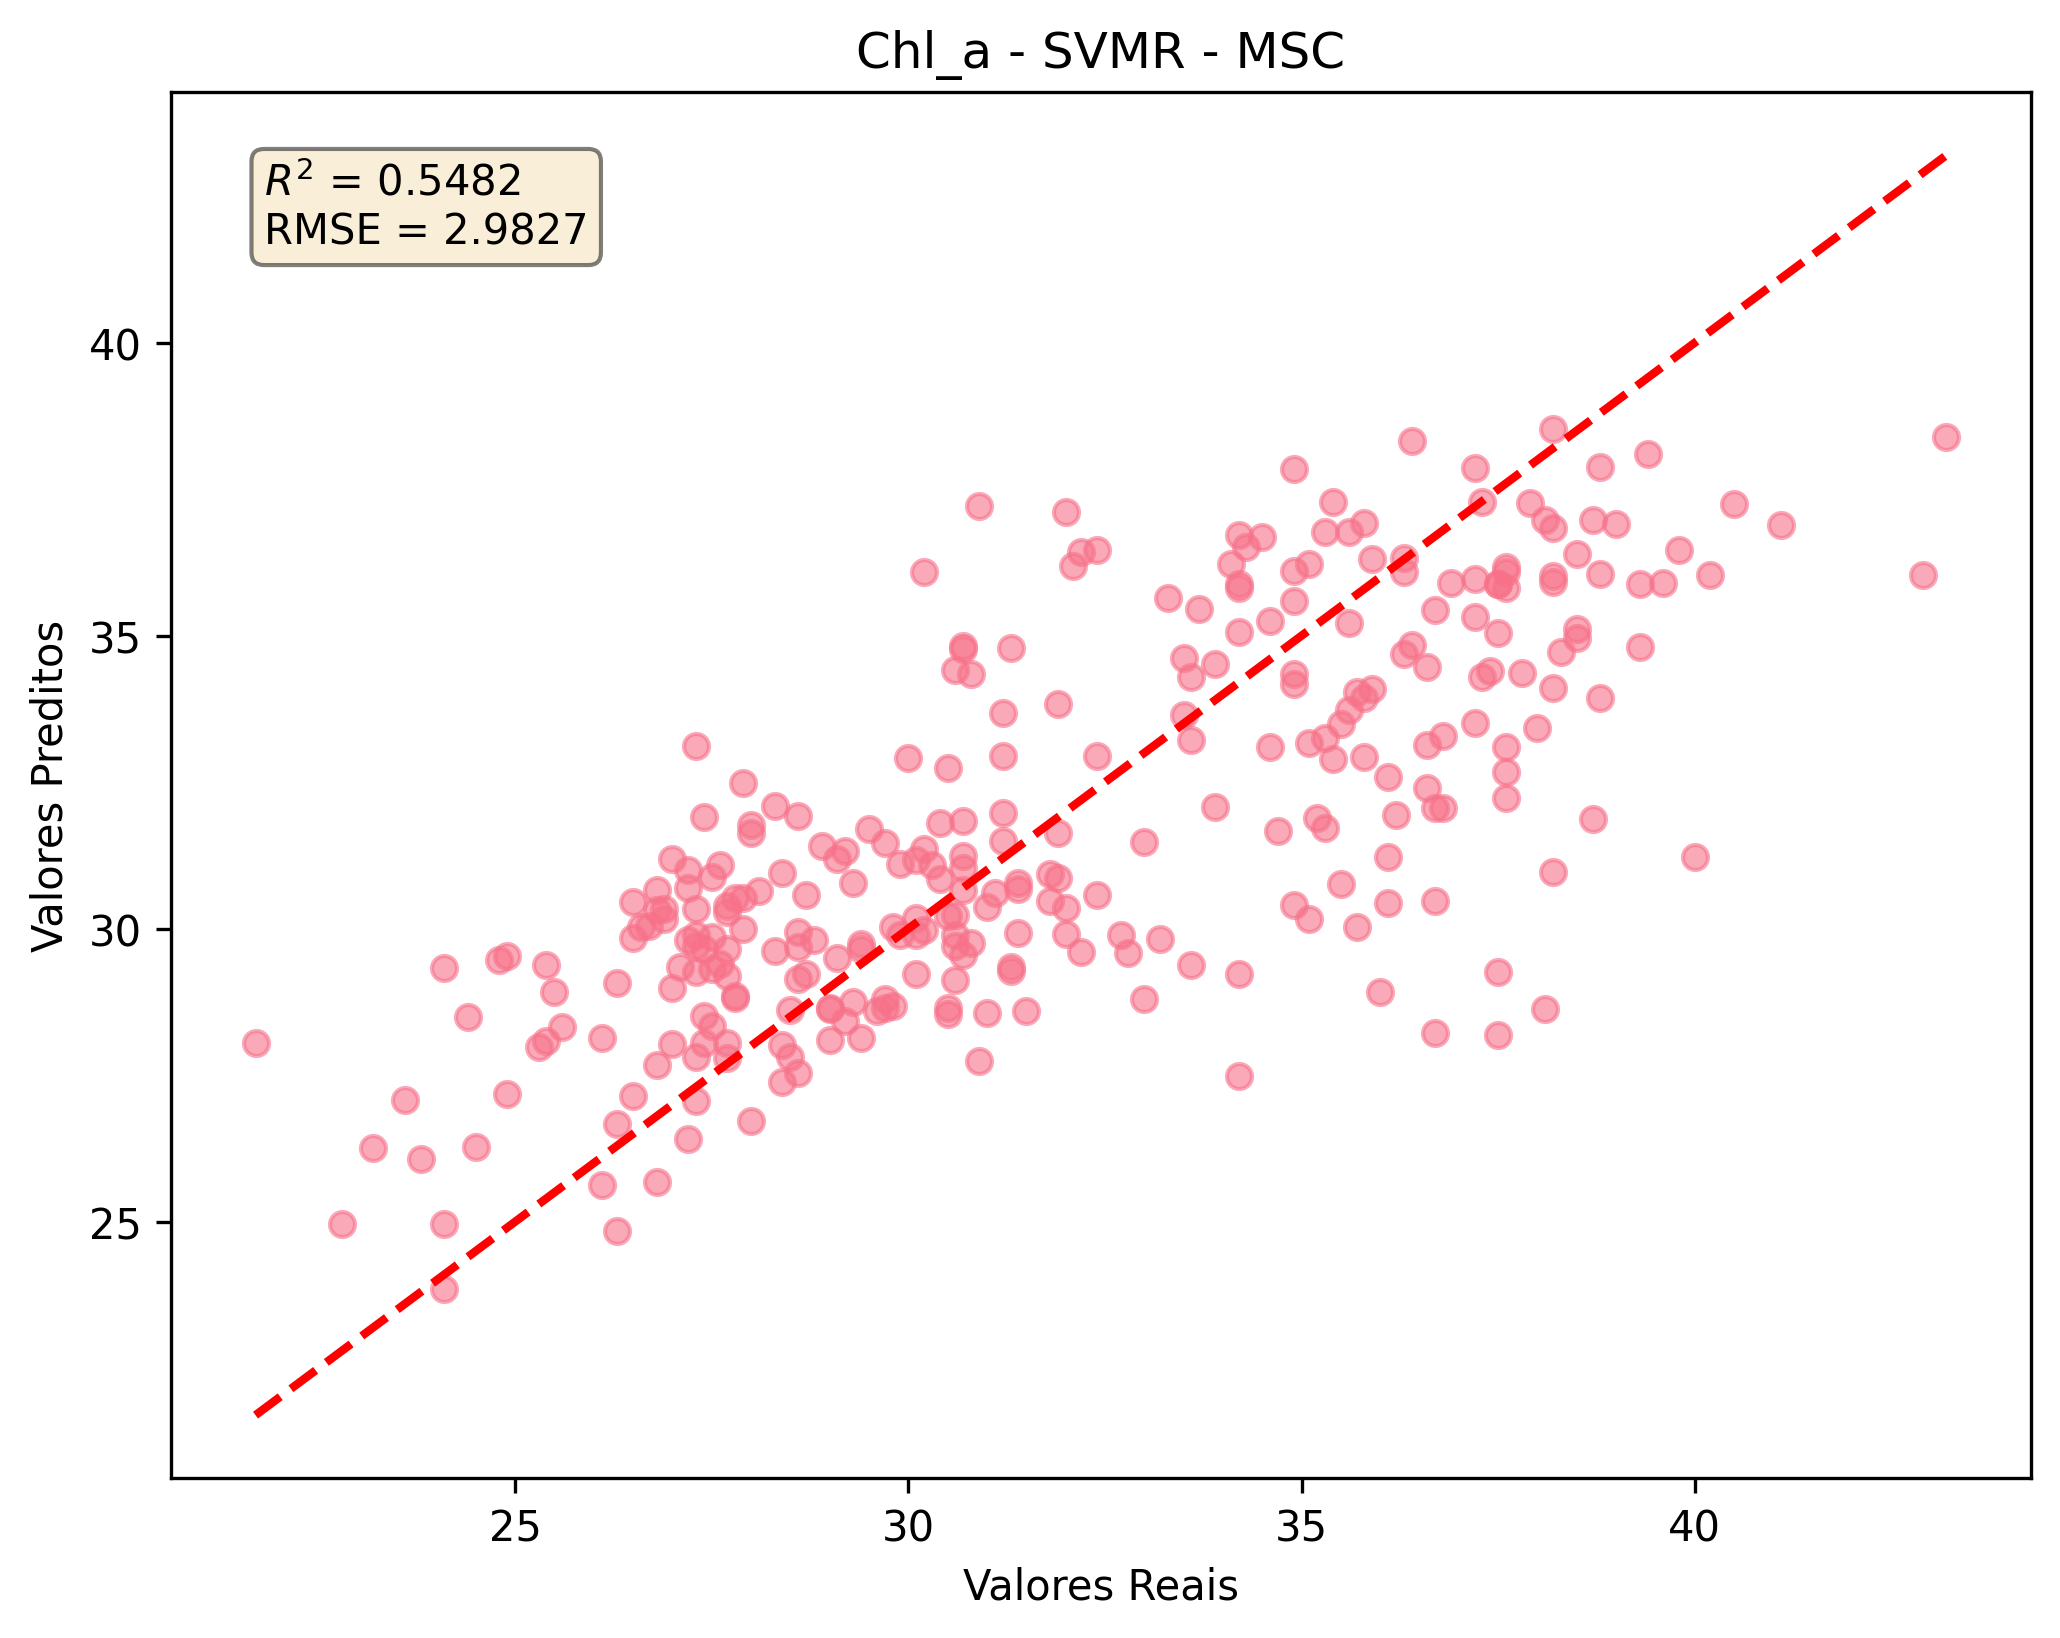 Chl_a - SVMR - MSC
R² = 0.5482
RMSE = 2.9827
Valores Preditos
40
35
30
25
25 30 35 40
Valores Reais